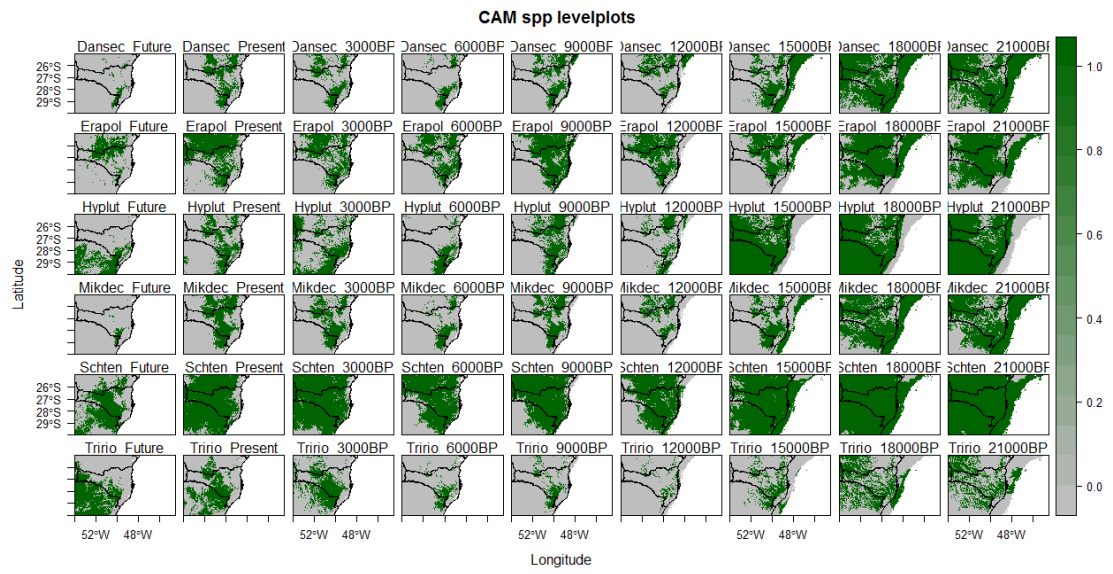 CAM spp levelplots
Dansec_Future Dansec_Present Dansec_3000BP Dansec_6000BP Dansec_9000BP Dansec_12000BP Dansec_15000BP Dansec_18000BP Dansec_21000BP
26°S
27°S
28°S
29°S
Erapol_Future Erapol_Present Erapol_3000BP Erapol_6000BP Erapol_9000BP Erapol_12000BP Erapol_15000BP Erapol_18000BP Erapol_21000BP
Hyplut_Future Hyplut_Present Hyplut_3000BP Hyplut_6000BP Hyplut_9000BP Hyplut_12000BP Hyplut_15000BP Hyplut_18000BP Hyplut_21000BP
26°S
27°S
28°S
29°S
Mikdec_Future Mikdec_Present Mikdec_3000BP Mikdec_6000BP Mikdec_9000BP Mikdec_12000BP Mikdec_15000BP Mikdec_18000BP Mikdec_21000BP
Schten_Future Schten_Present Schten_3000BP Schten_6000BP Schten_9000BP Schten_12000BP Schten_15000BP Schten_18000BP Schten_21000BP
26°S
27°S
28°S
29°S
Tririo_Future Tririo_Present Tririo_3000BP Tririo_6000BP Tririo_9000BP Tririo_12000BP Tririo_15000BP Tririo_18000BP Tririo_21000BP
52°W 48°W 52°W 48°W 52°W 48°W 52°W 48°W 52°W 48°W
Longitude
Latitude
1.0
0.8
0.6
0.4
0.2
0.0